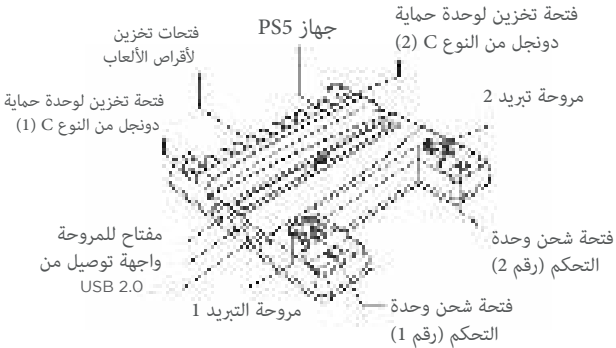 فتحة تخزين لوحدة حماية
دونجل من النوع C (2)
جهاز PS5
فتحات تخزين
لأقراص الألعاب
مروحة تبريد 2
فتحة تخزين لوحدة حماية
دونجل من النوع C (1)
فتحة شحن وحدة
التحكم (رقم 2)
مفتاح للمروحة
واجهة توصيل من
USB 2.0
مروحة التبريد 1
فتحة شحن وحدة
التحكم (رقم 1)